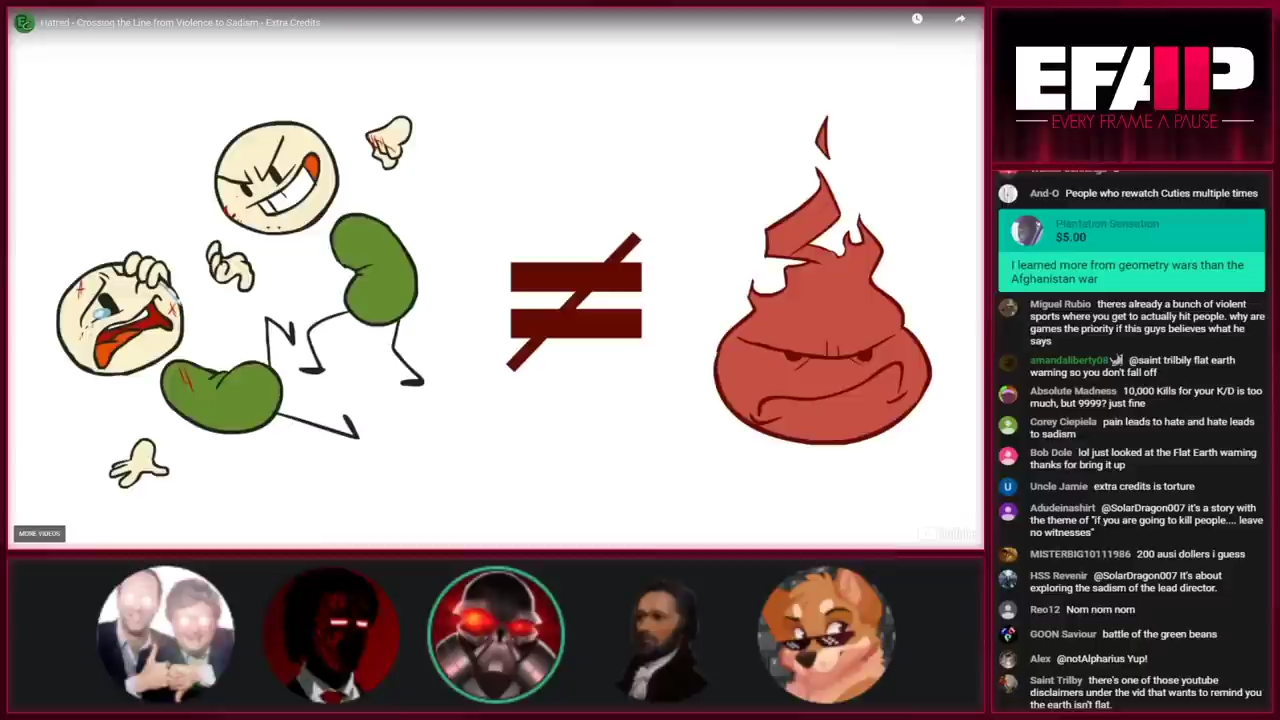 Hatred - Crossing the Line from Violence to Sadism - Extra Credits
MORE VIDEOS
YouTube
EFAP
EVERY FRAME A PAUSE
And-O People who rewatch Cuties multiple times
Plantation Sensation
$5.00
I learned more from geometry wars than the
Afghanistan war
Miguel Rubio theres already a bunch of violent
sports where you get to actually hit people. why are
games the priority if this guys believes what he
says
amandaliberty08 @saint trilbily flat earth
warning so you don't fall off
Absolute Madness 10,000 Kills for your K/D is too
much, but 9999? just fine
Corey Ciepiela pain leads to hate and hate leads
to sadism
Bob Dole lol just looked at the Flat Earth warning
thanks for bring it up
U
Uncle Jamie extra credits is torture
Adudeinashirt @SolarDragon007 it's a story with
the theme of "if you are going to kill people.... leave
no witnesses"
MISTERBIG10111986 200 ausi dollers i guess
HSS Revenir @SolarDragon007 It's about
exploring the sadism of the lead director.
Reo12 Nom nom nom
GOON Saviour battle of the green beans
Alex @notAlpharius Yup!
Saint Trilby there's one of those youtube
disclaimers under the vid that wants to remind you
the earth isn't flat.